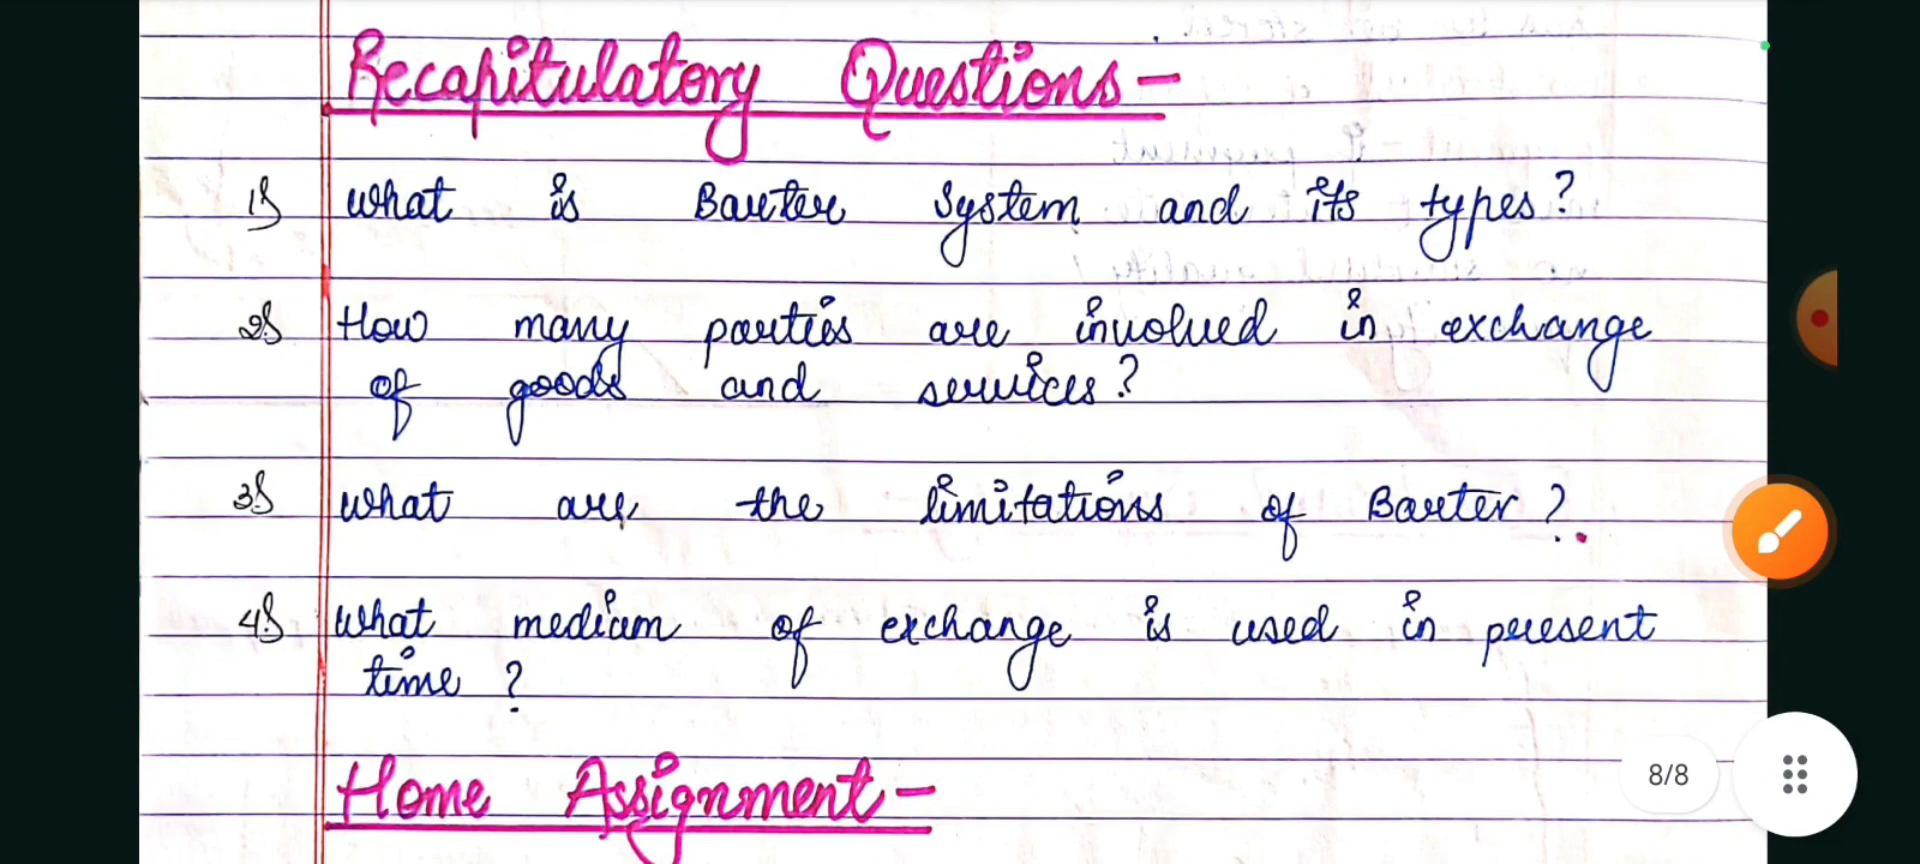 Recapitulatory Questions-
1) What is Barter System and its types?
2) How many parties are involved in exchange
of goods and services?
3) What are the limitations of Barter?
4) What medium of exchange is used in present
time?
8/8
Home Assignment-